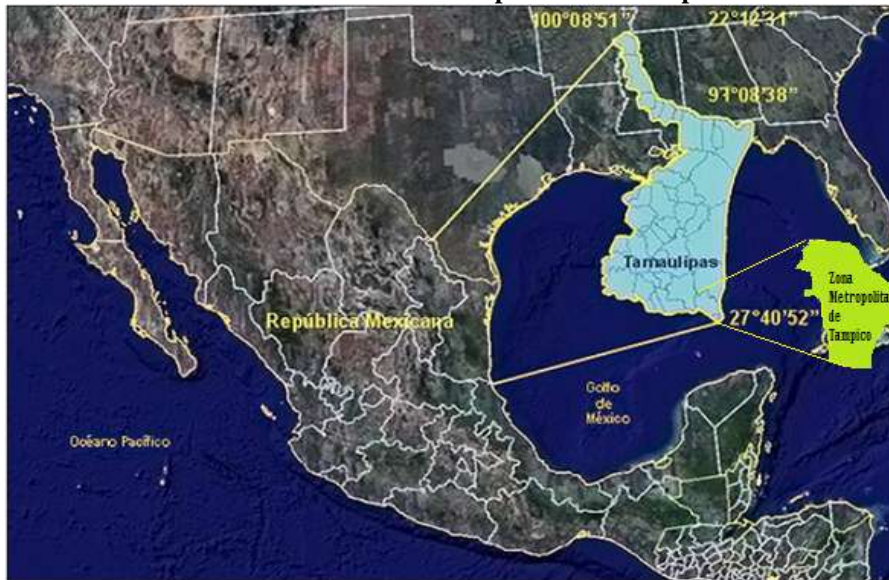 100°08'51"
22°12'31"
97°08'38"
Tamaulipas
Zona
Metropolita
de
Tampico
27°40'52"
República Mexicana
Golfo
de
México
Océano Pacífico